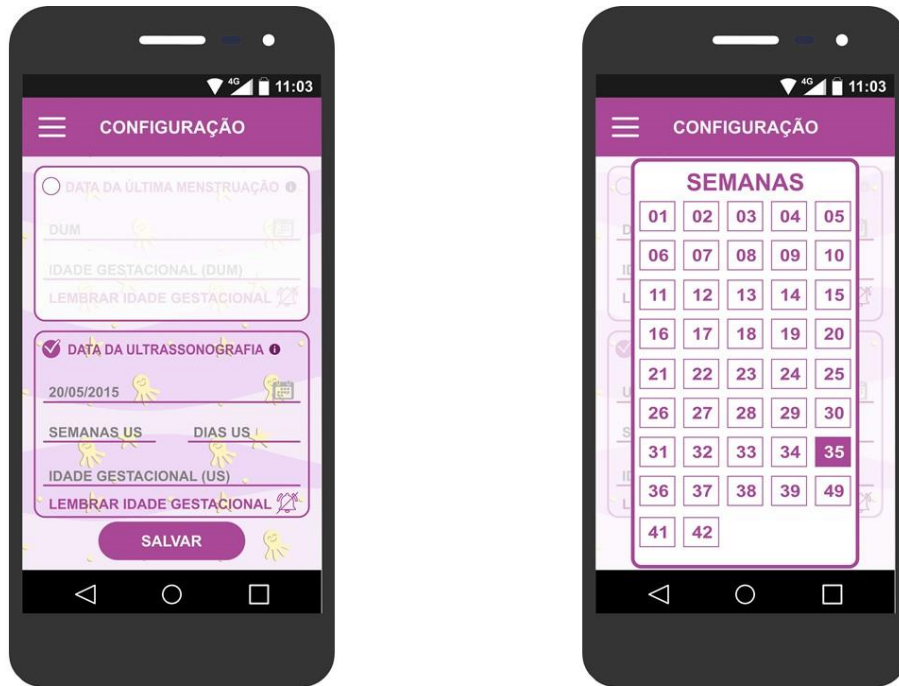 4G 11:03
CONFIGURAÇÃO
DATA DA ÚLTIMA MENSTRUAÇÃO
DUM
IDADE GESTACIONAL (DUM)
LEMBRAR IDADE GESTACIONAL
DATA DA ULTRASSONOGRAFIA
20/05/2015
SEMANAS US DIAS US
IDADE GESTACIONAL (US)
LEMBRAR IDADE GESTACIONAL
SALVAR
4G 11:03
CONFIGURAÇÃO
SEMANAS
01 02 03 04 05
06 07 08 09 10
11 12 13 14 15
16 17 18 19 20
21 22 23 24 25
26 27 28 29 30
31 32 33 34 35
36 37 38 39 49
41 42